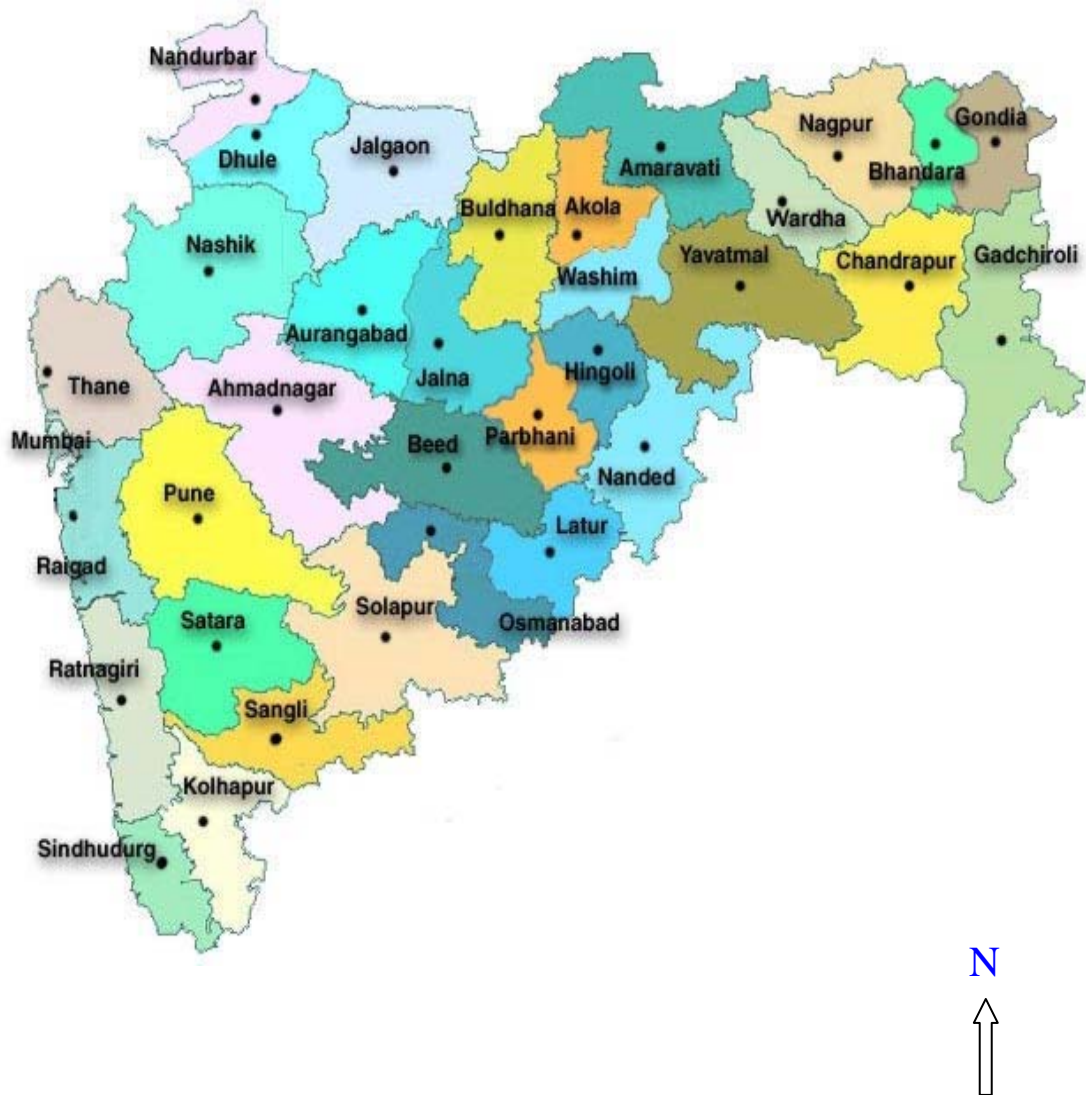 Nandurbar
Dhule
Jalgaon
Amaravati
Nagpur
Gondia
Bhandara
Buldhana
Akola
Wardha
Nashik
Washim
Yavatmal
Chandrapur
Gadchiroli
Aurangabad
Thane
Ahmadnagar
Jalna
Hingoli
Mumbai
Beed
Parbhani
Nanded
Pune
Latur
Raigad
Satara
Solapur
Osmanabad
Ratnagiri
Sangli
Kolhapur
Sindhudurg
N